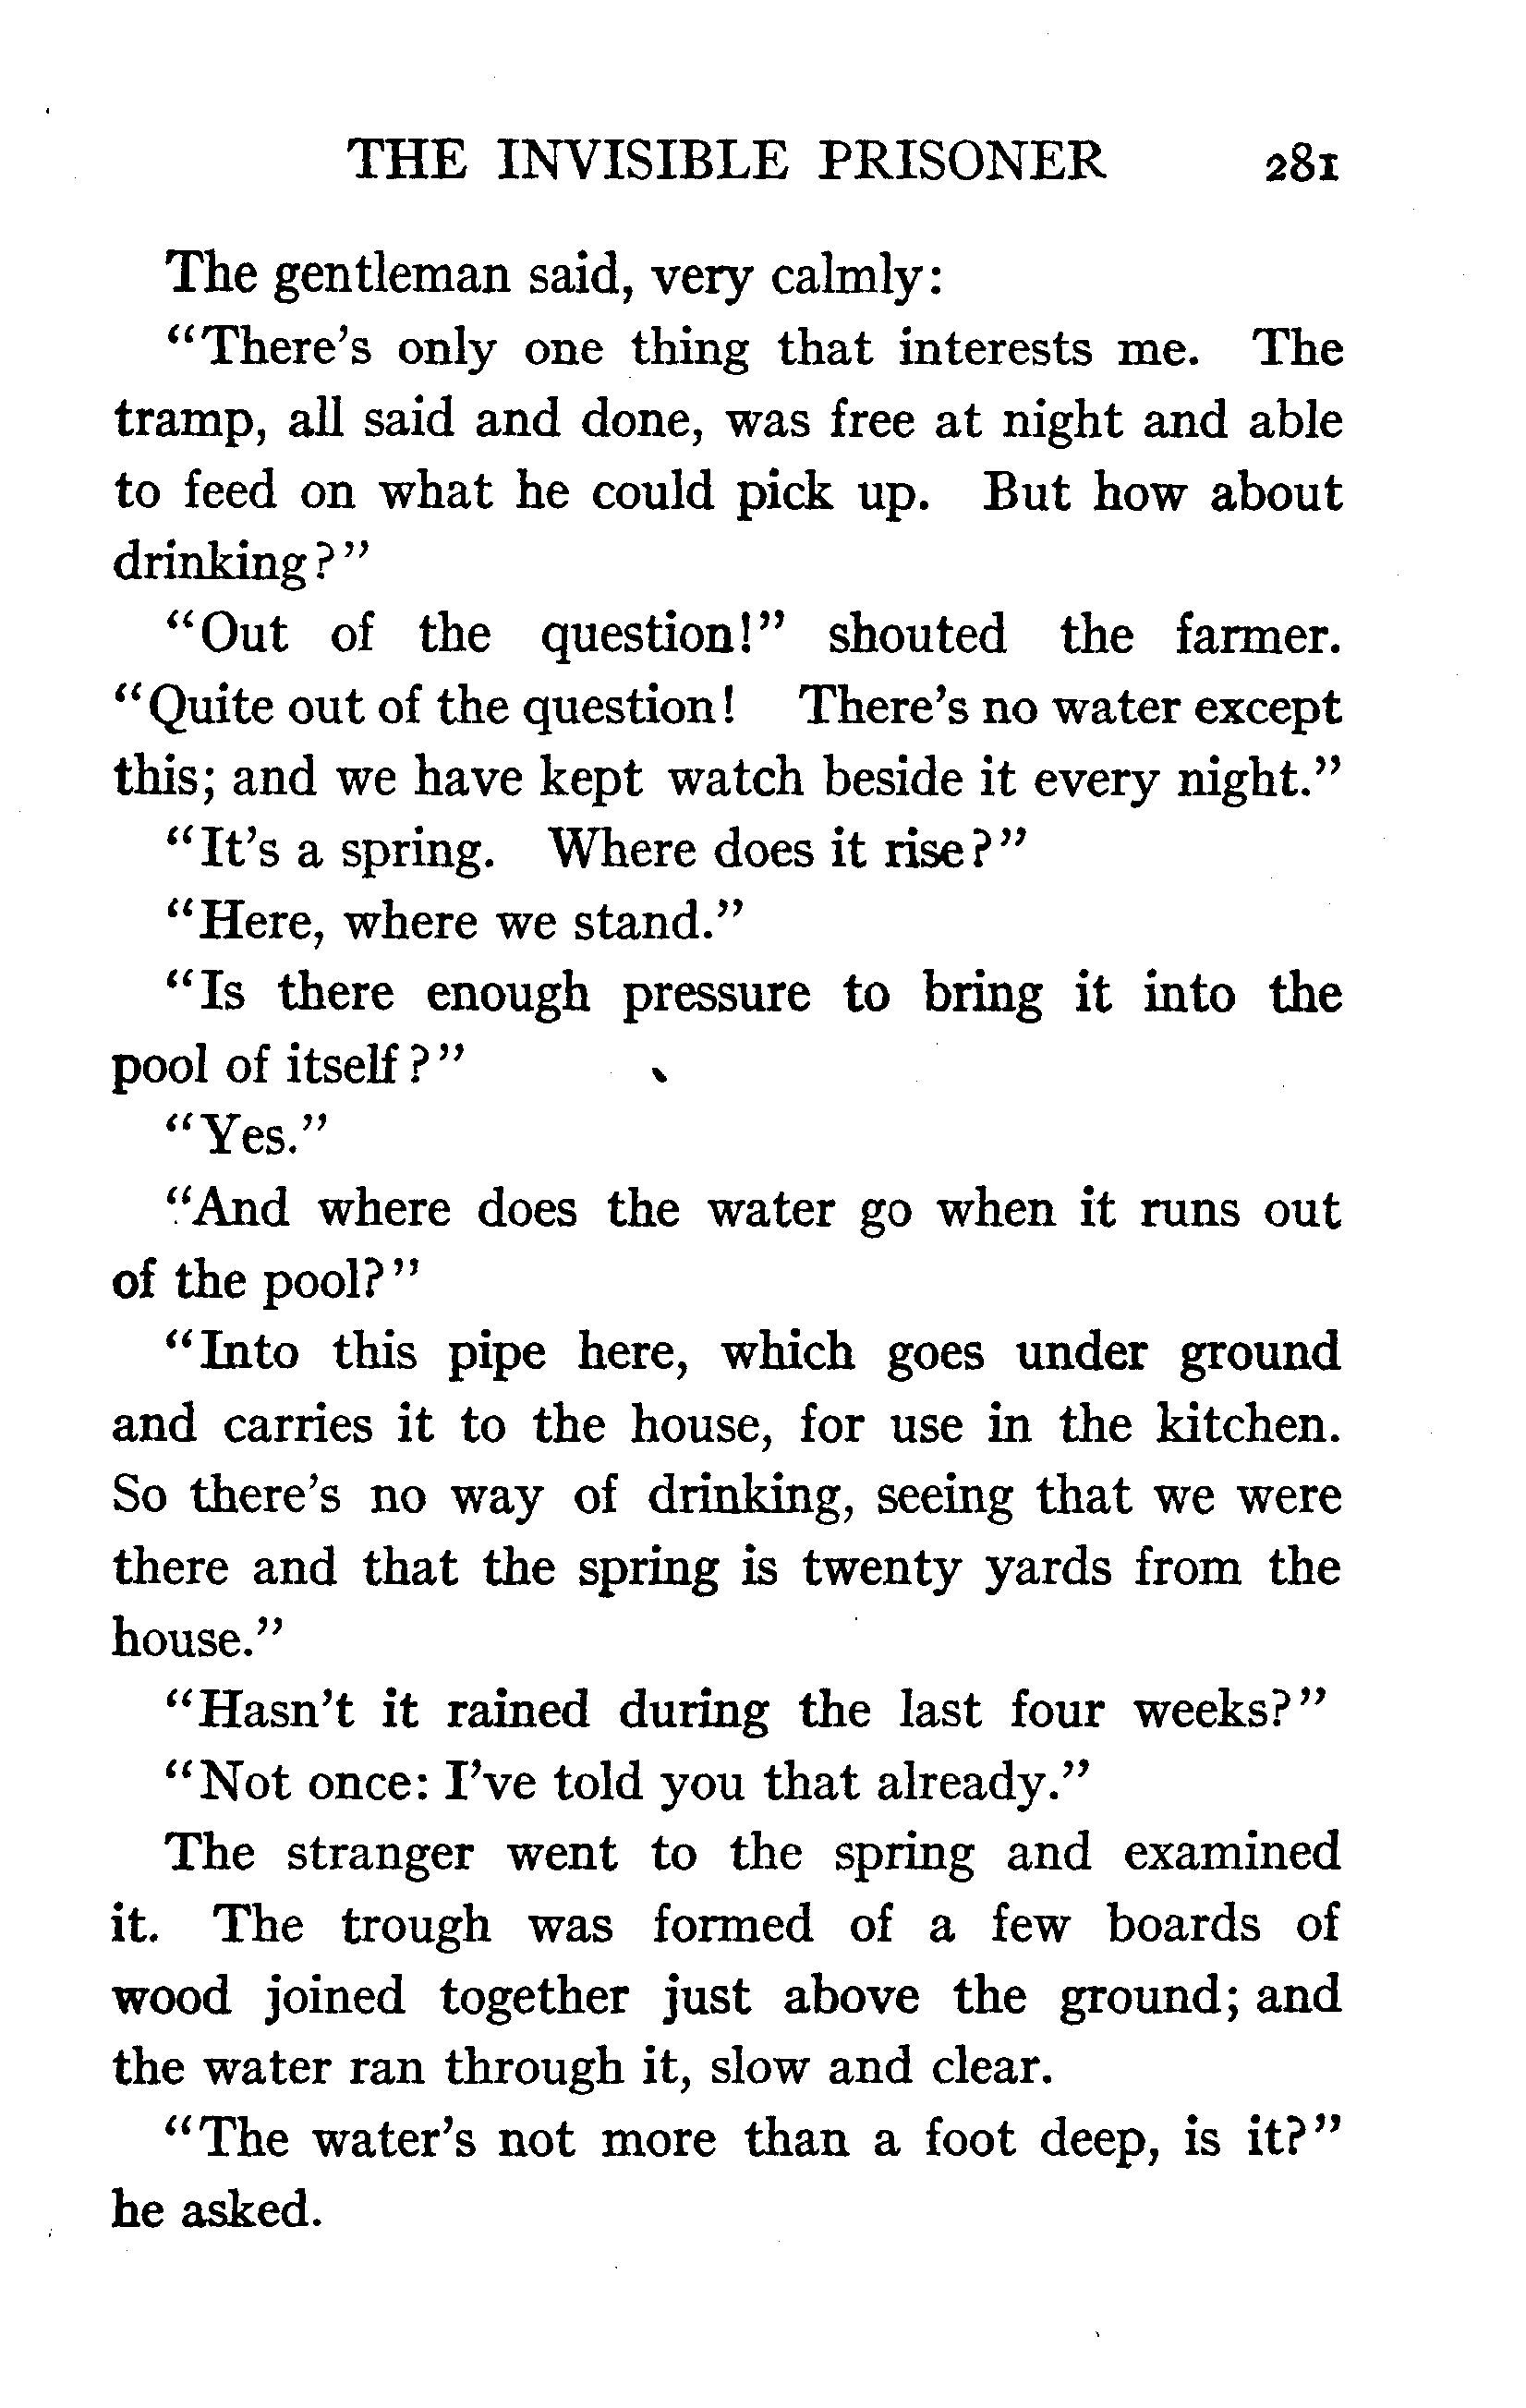 THE INVISIBLE PRISONER 281
The gentleman said, very calmly:
"There's only one thing that interests me. The
tramp, all said and done, was free at night and able
to feed on what he could pick up. But how about
drinking?"
"Out of the question!" shouted the farmer.
"Quite out of the question! There's no water except
this; and we have kept watch beside it every night."
"It's a spring. Where does it rise?"
"Here, where we stand."
"Is there enough pressure to bring it into the
pool of itself?"
"Yes."
"And where does the water go when it runs out
of the pool?"
"Into this pipe here, which goes under ground
and carries it to the house, for use in the kitchen.
So there's no way of drinking, seeing that we were
there and that the spring is twenty yards from the
house."
"Hasn't it rained during the last four weeks?"
"Not once: I've told you that already."
The stranger went to the spring and examined
it. The trough was formed of a few boards of
wood joined together just above the ground; and
the water ran through it, slow and clear.
"The water's not more than a foot deep, is it?"
he asked.